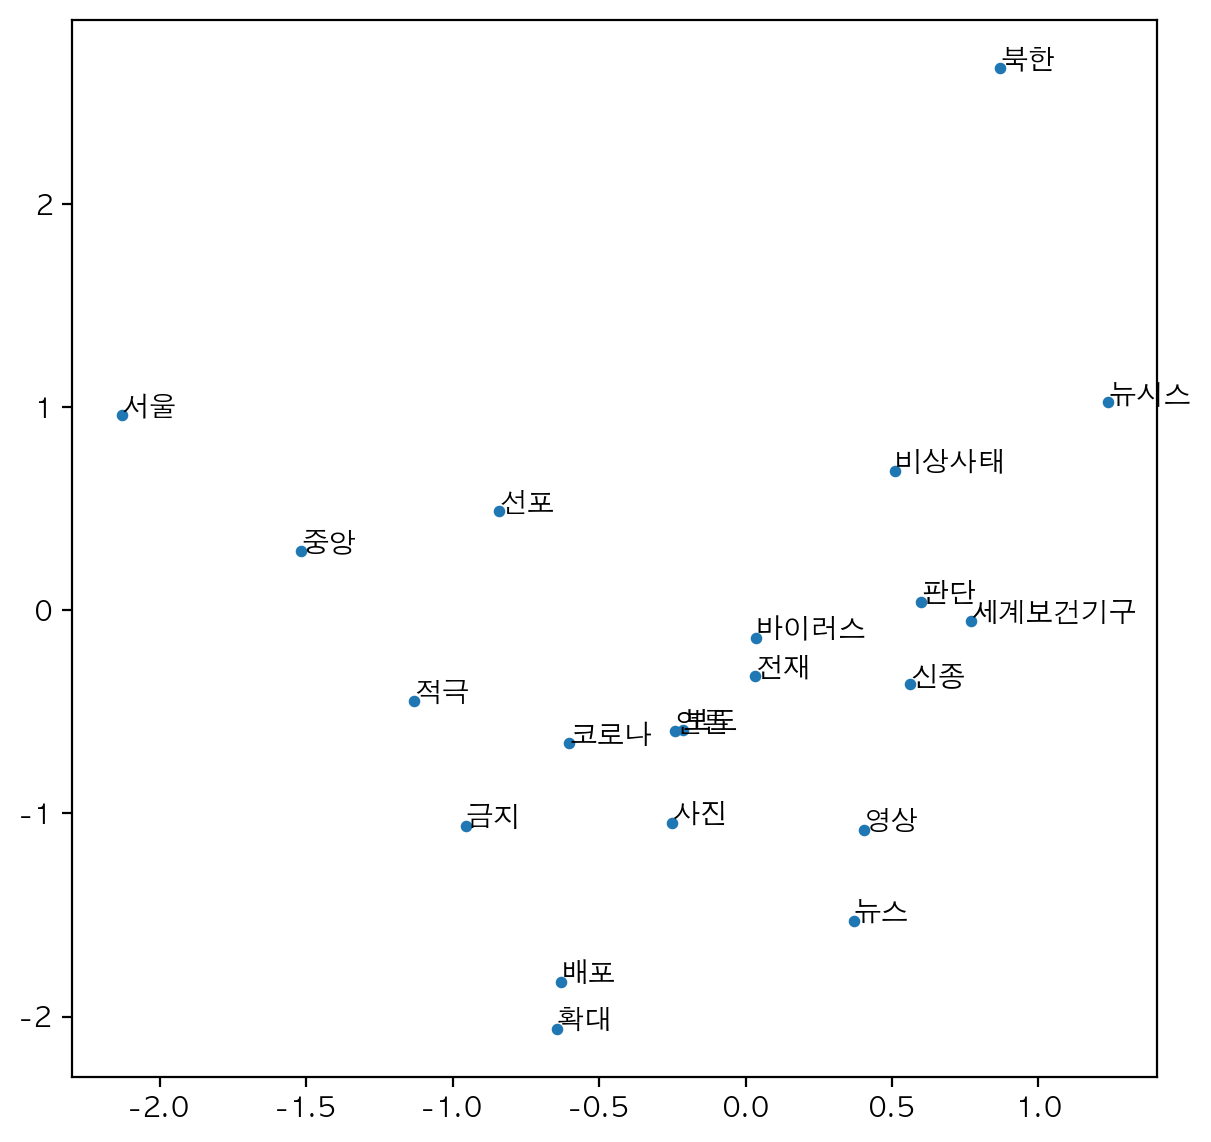 북한
2
뉴시스
1
서울
비상사태
선포
중앙
판단
0
세계보건기구
바이러스
전재
신종
적극
코로나
-1
금지
사진
영상
뉴스
배포
확대
-2
-2.0 -1.5 -1.0 -0.5 0.0 0.5 1.0